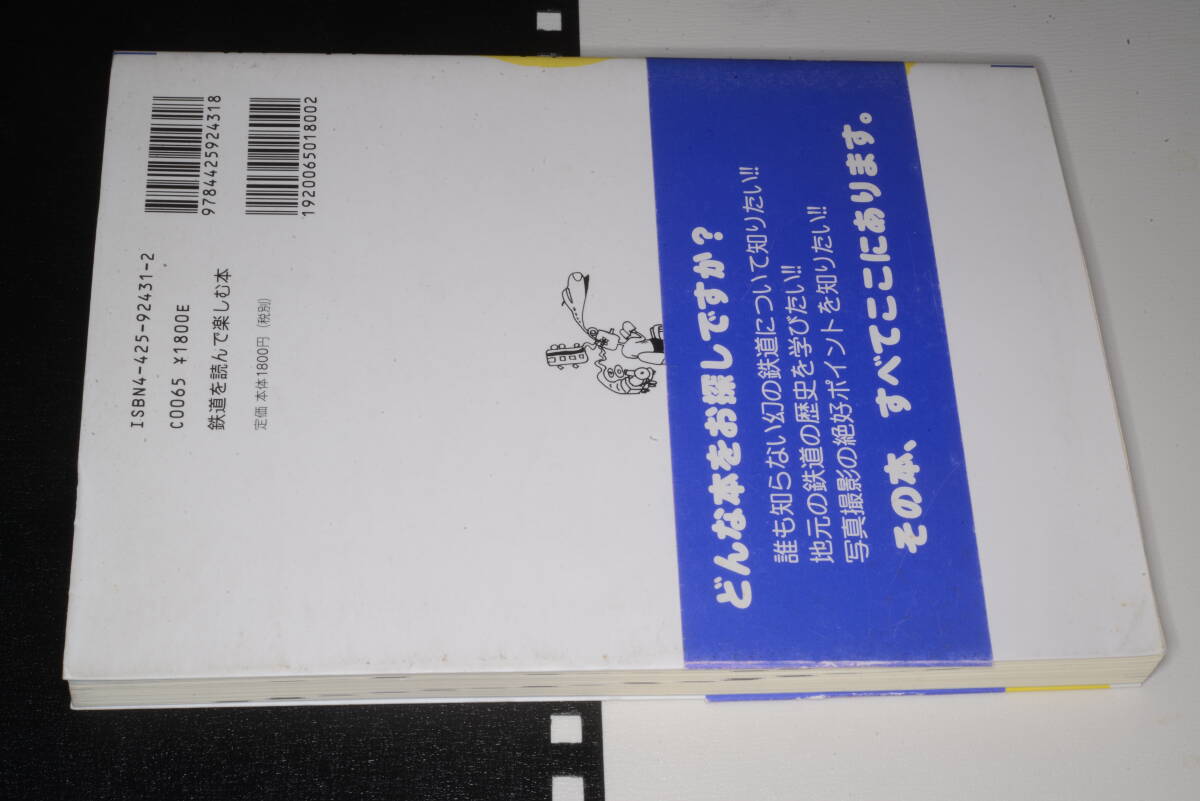 9784425924318
1920065018002
ISBN4-425-92431-2
C0065 ¥1800E
鉄道を読んで楽しむ本
定価 本体1800円(税別)
どんな本をお探しですか?
誰も知らない幻の鉄道について知りたい!!
地元の鉄道の歴史を学びたい!!
写真撮影の絶好ポイントを知りたい!!
その本、すべてここにあります。